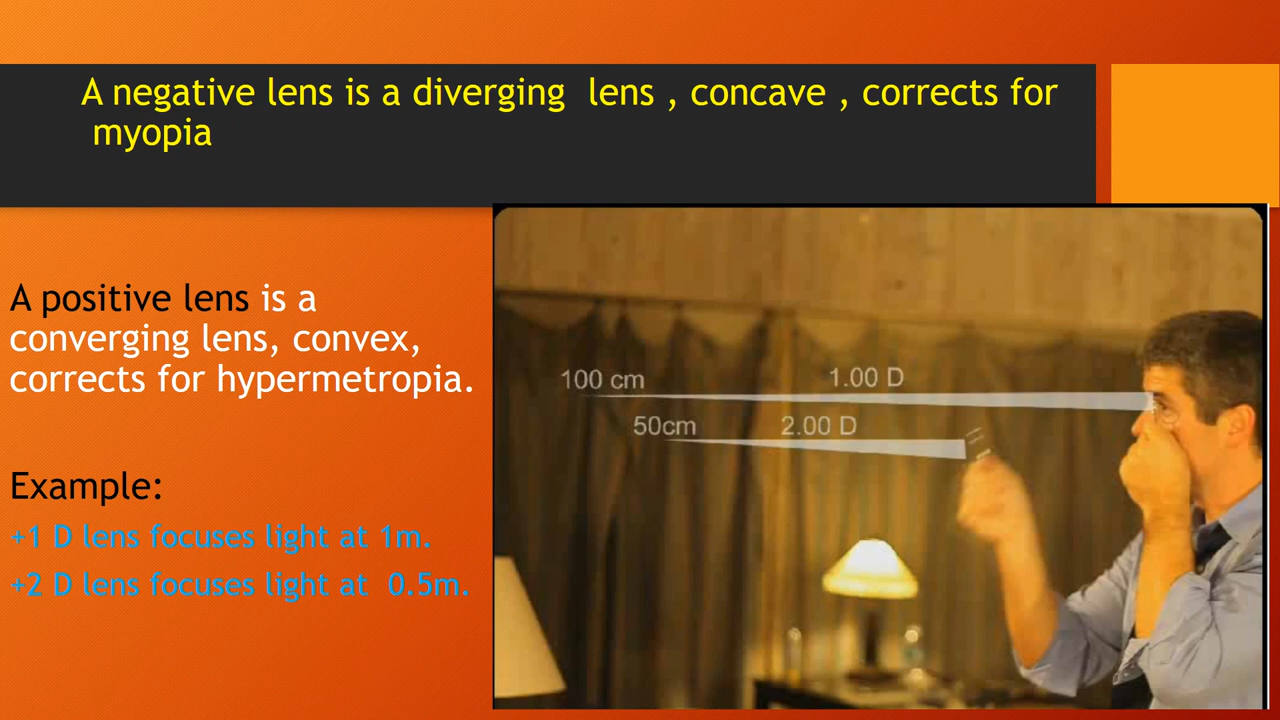 A negative lens is a diverging lens , concave , corrects for
myopia
A positive lens is a
converging lens, convex,
corrects for hypermetropia.
Example:
+1 D lens focuses light at 1m.
+2 D lens focuses light at 0.5m.
100 cm 1.00 D
50cm 2.00 D